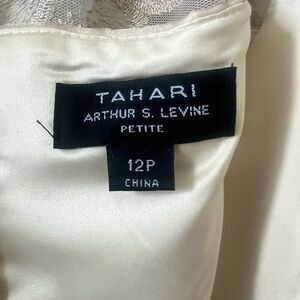 TAHARI
ARTHUR S. LEVINE
PETITE
12P
CHINA